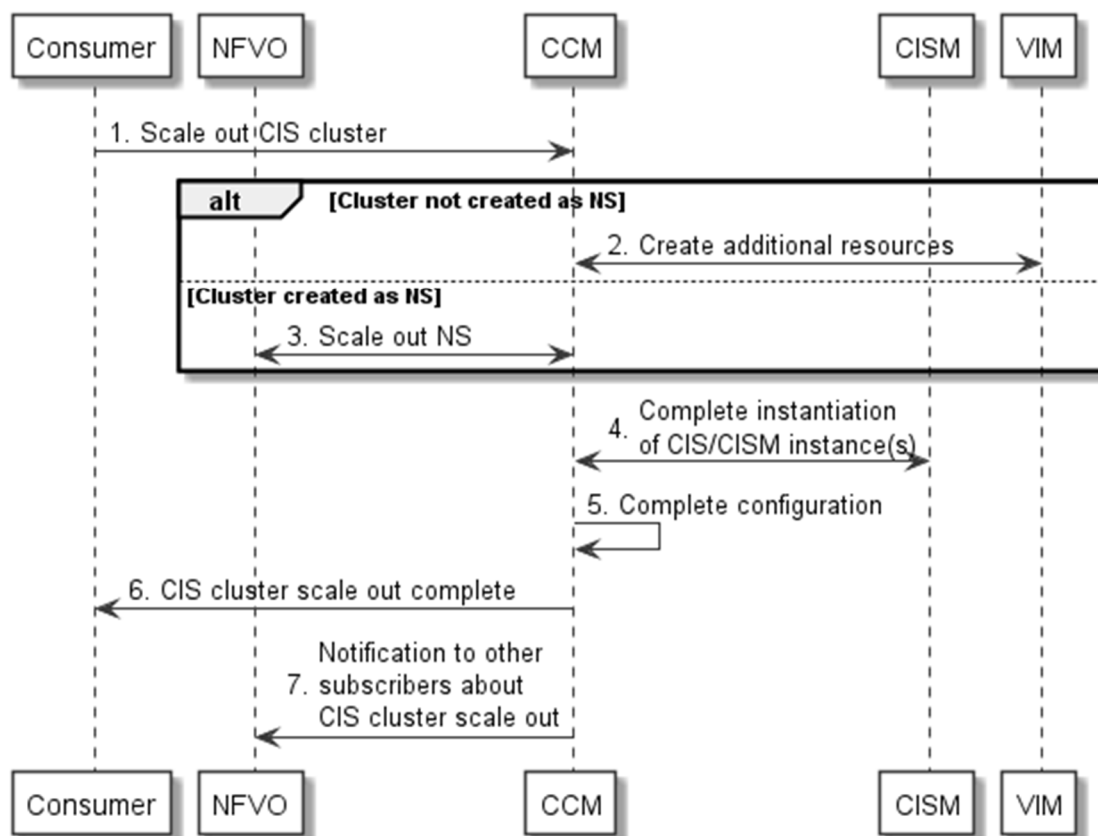 Consumer NFVO CCM CISM VIM
1. Scale out CIS cluster
alt [Cluster not created as NS]
2. Create additional resources
[Cluster created as NS]
3. Scale out NS
Complete instantiation
4. of CIS/CISM instance(s)
5. Complete configuration
6. CIS cluster scale out complete
Notification to other
7. subscribers about
CIS cluster scale out
Consumer NFVO CCM CISM VIM